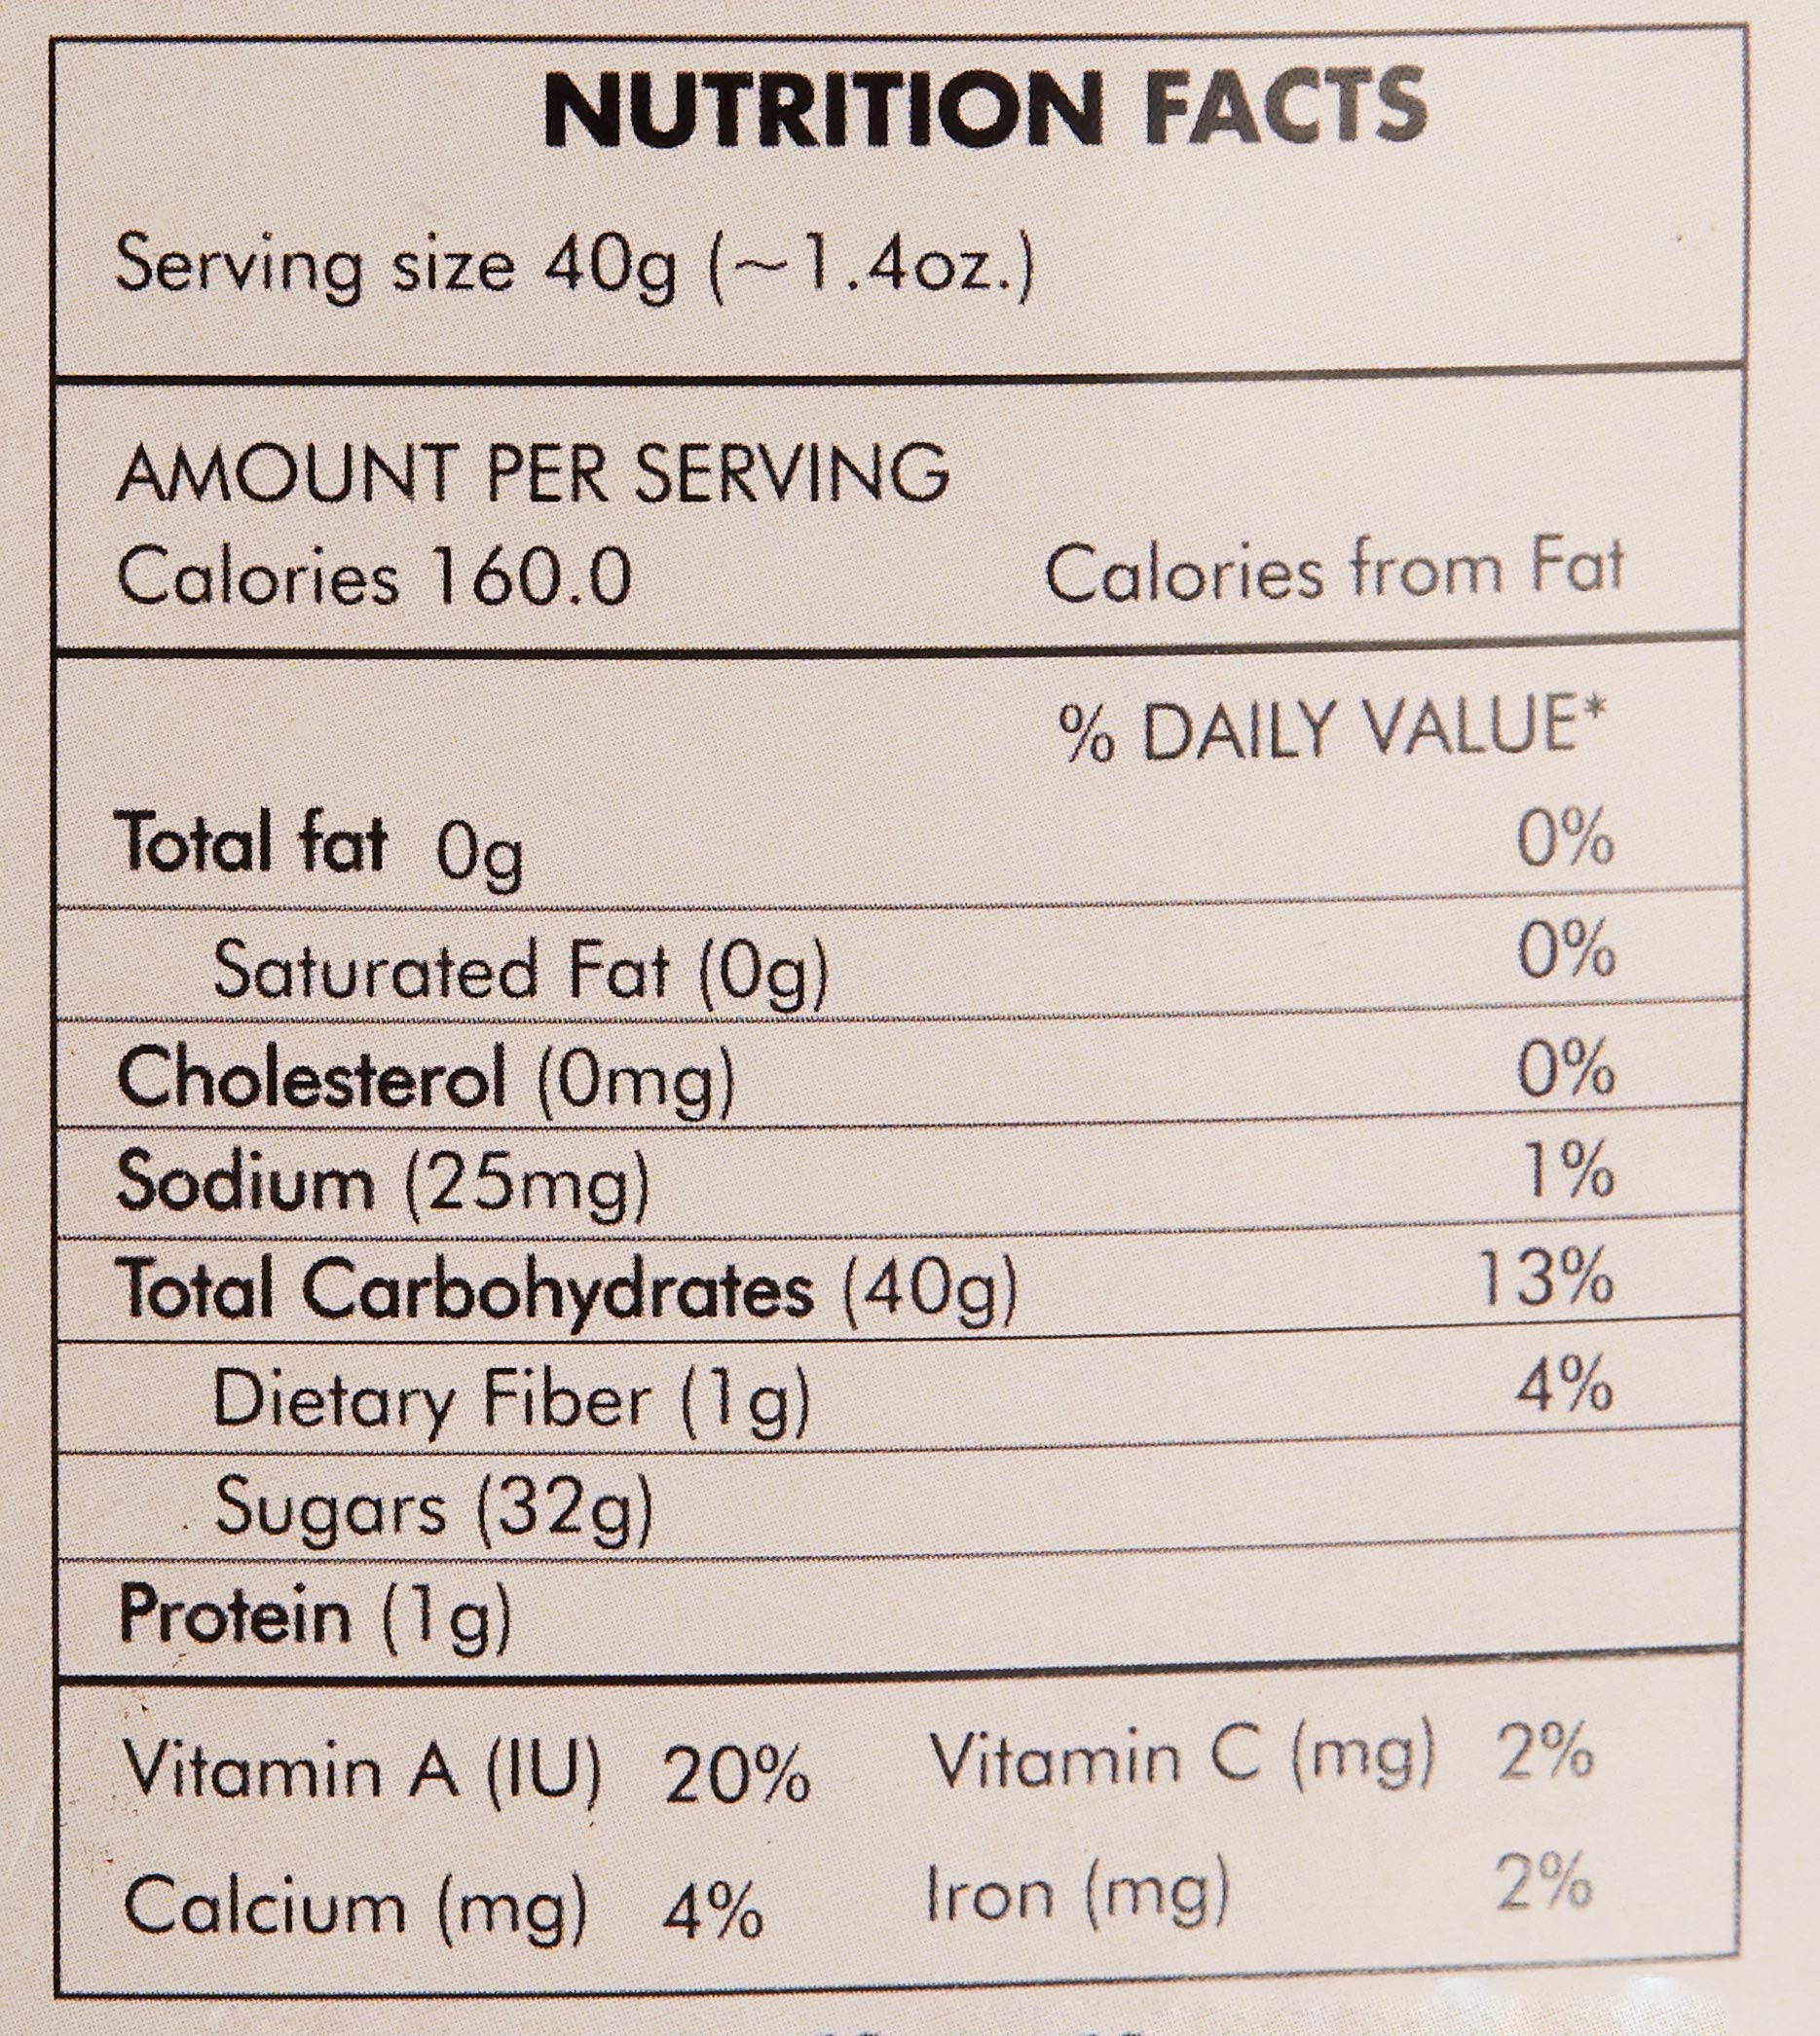 NUTRITION FACTS
Serving size 40g (~1.4oz.)
AMOUNT PER SERVING
Calories 160.0 Calories from Fat
% DAILY VALUE*
Total fat 0g 0%
Saturated Fat (0g) 0%
Cholesterol (0mg) 0%
Sodium (25mg) 1%
Total Carbohydrates (40g) 13%
Dietary Fiber (1g) 4%
Sugars (32g)
Protein (1g)
Vitamin A (IU) 20% Vitamin C (mg) 2%
Calcium (mg) 4% Iron (mg) 2%